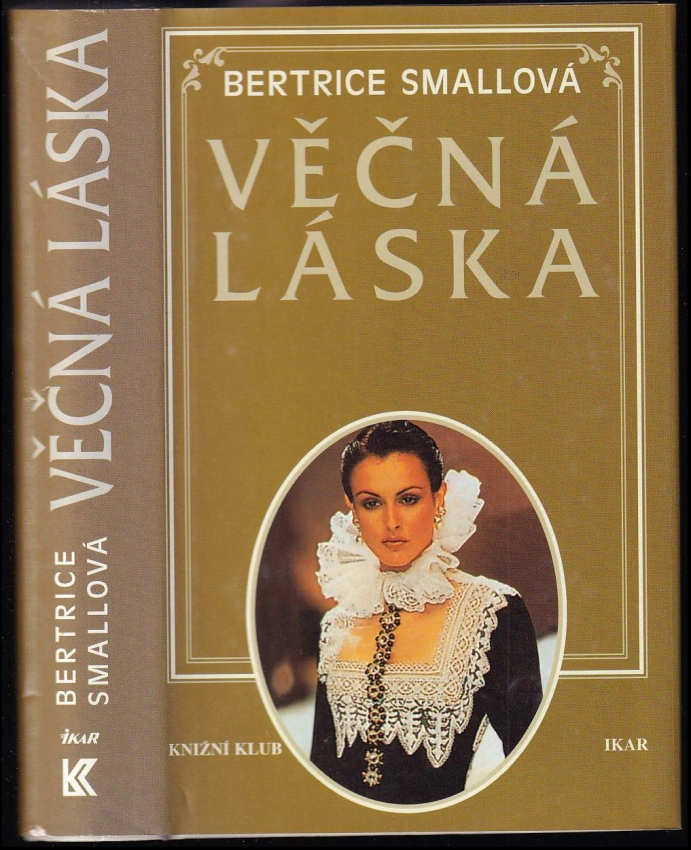 BERTRICE SMALLOVÁ
VĚČNÁ
LÁSKA
KNIŽNÍ KLUB
IKAR
VĚČNÁ LÁSKA
BERTRICE
SMALLOVÁ
IKAR
K